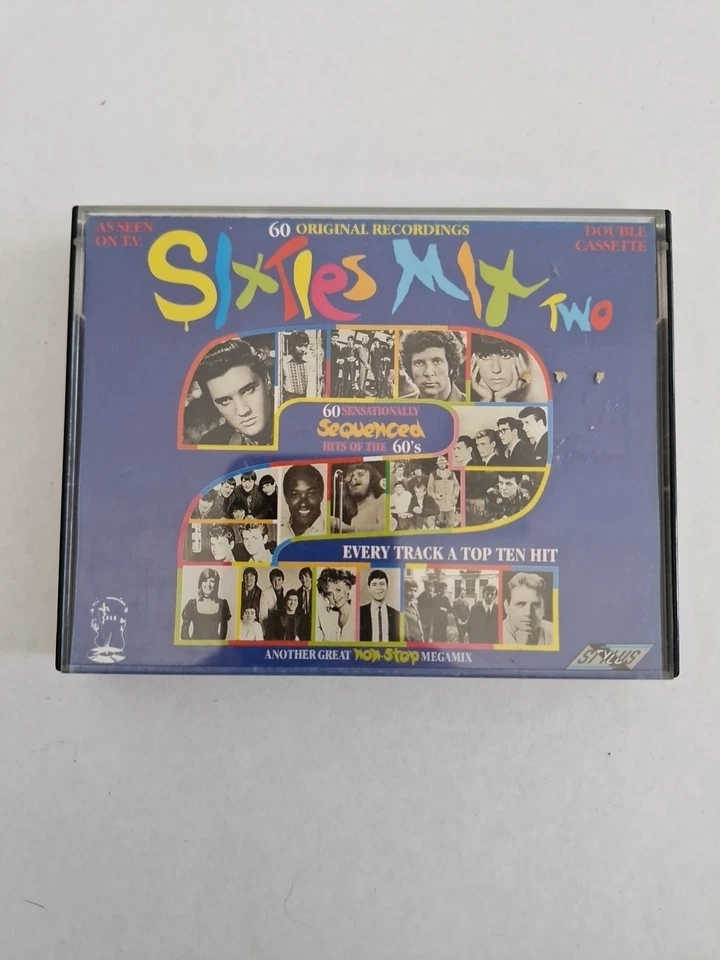 AS SEEN
ON T.V.
60 ORIGINAL RECORDINGS
DOUBLE
CASSETTE
SIXTIES MIX TWO
60 SENSATIONALLY
Sequenced
HITS OF THE 60's
EVERY TRACK A TOP TEN HIT
ANOTHER GREAT non-stop MEGAMIX
STYLUS